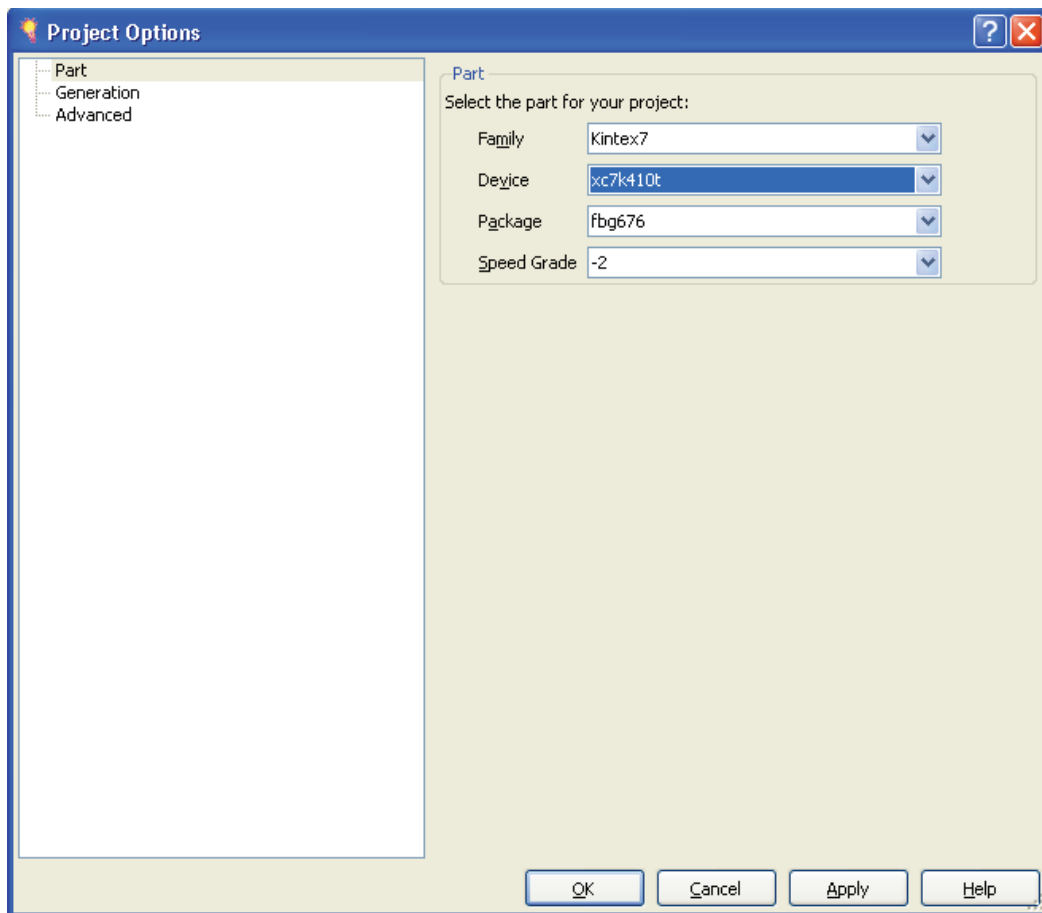 Project Options
Part
Generation
Advanced
Part
Select the part for your project:
Family Kintex7
Device xc7k410t
Package fbg676
Speed Grade -2
OK Cancel Apply Help